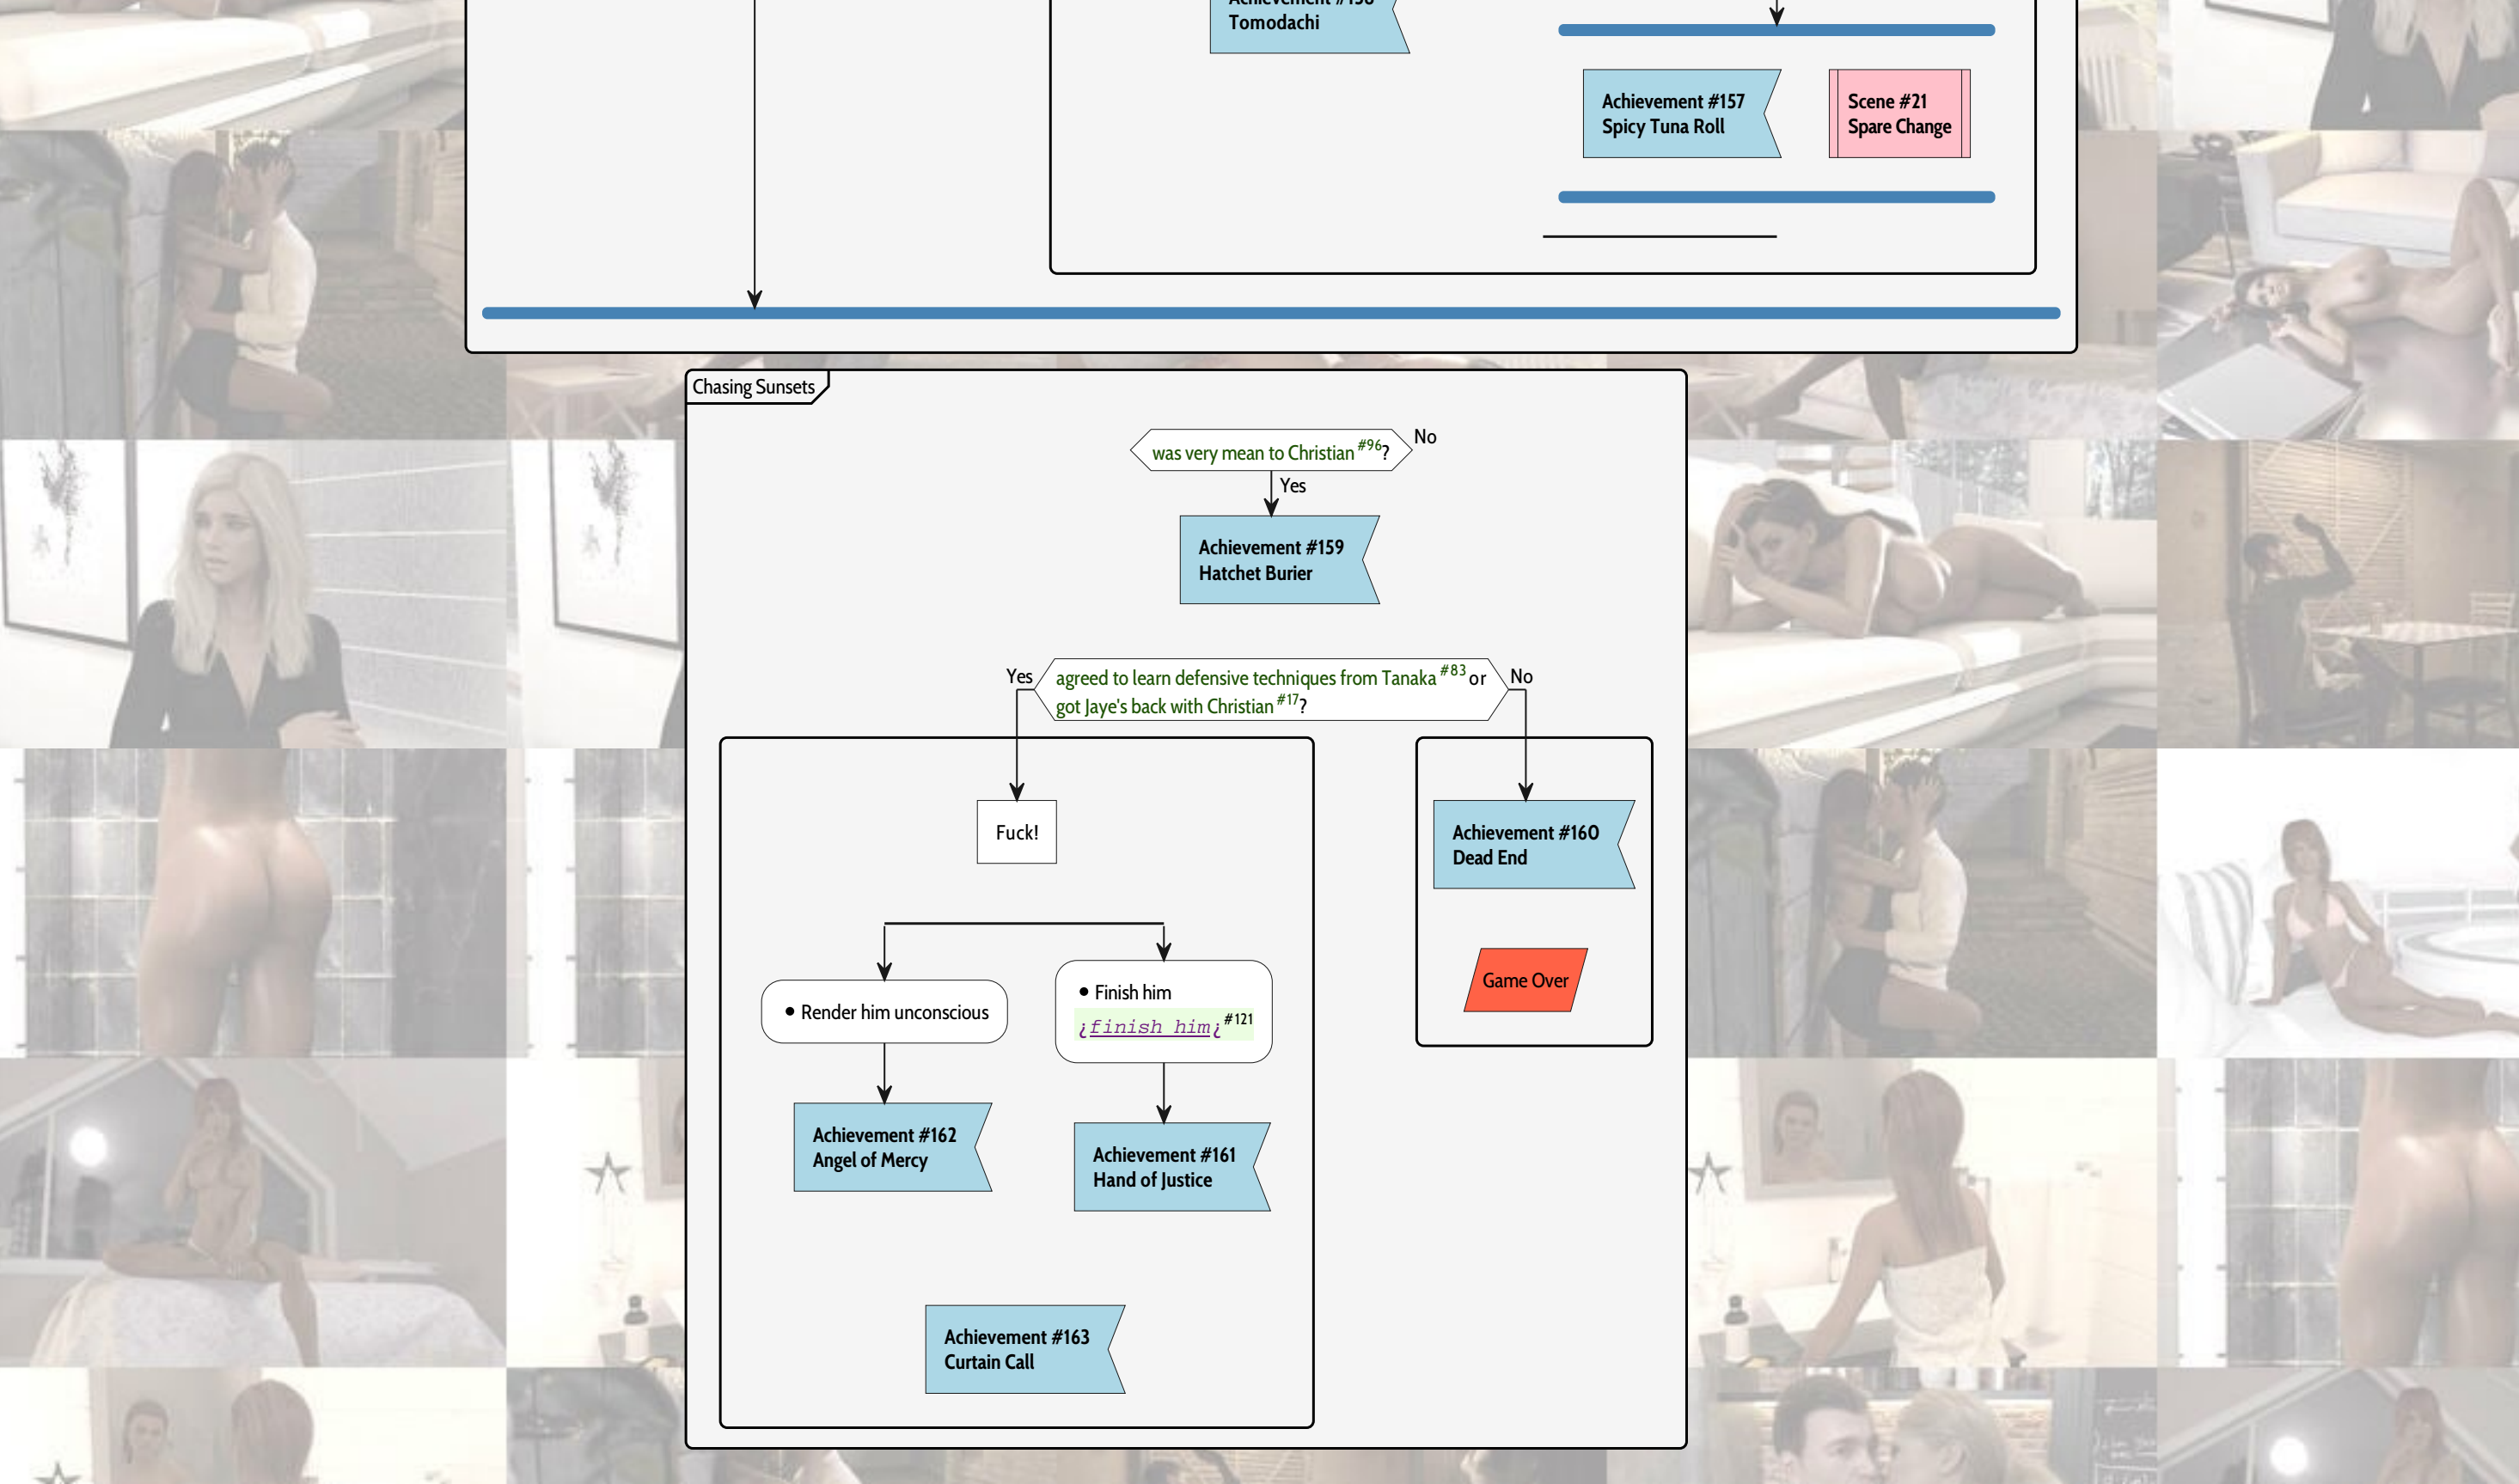 Tomodachi
Achievement #157
Spicy Tuna Roll
Scene #21
Spare Change
Chasing Sunsets
was very mean to Christian #96?
No
Yes
Achievement #159
Hatchet Burier
Yes
agreed to learn defensive techniques from Tanaka #83 or
got Jaye's back with Christian #17?
No
Fuck!
Achievement #160
Dead End
Game Over
• Render him unconscious
• Finish him
¿finish him¿ #121
Achievement #162
Angel of Mercy
Achievement #161
Hand of Justice
Achievement #163
Curtain Call